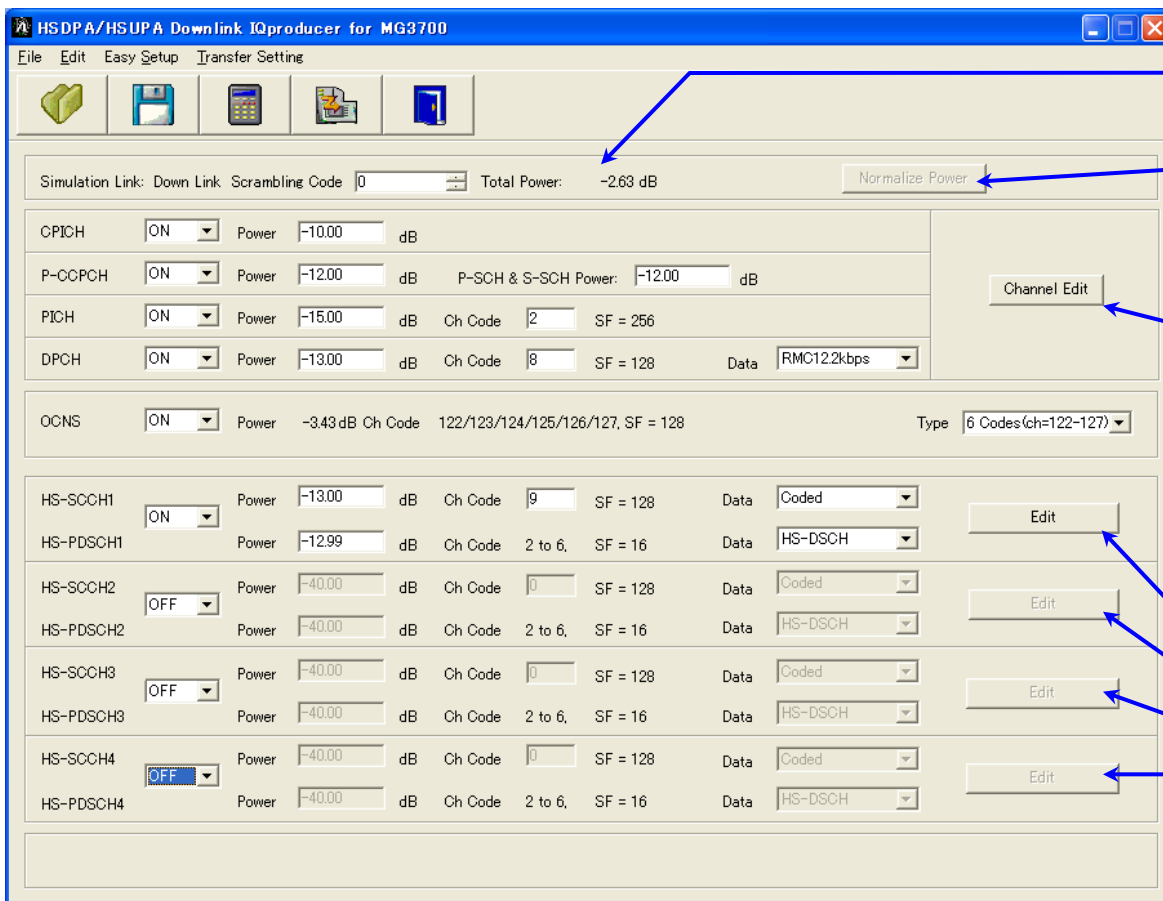 HSDPA/HSUPA Downlink IQproducer for MG3700
File Edit Easy Setup Transfer Setting
Simulation Link: Down Link Scrambling Code 0 Total Power: -2.63 dB Normalize Power
CPICH ON Power -10.00 dB
P-CCPCH ON Power -12.00 dB P-SCH & S-SCH Power: -12.00 dB
Channel Edit
PICH ON Power -15.00 dB Ch Code 2 SF = 256
DPCH ON Power -13.00 dB Ch Code 8 SF = 128 Data RMC12.2kbps
OCNS ON Power -3.43 dB Ch Code 122/123/124/125/126/127, SF = 128 Type 6 Codes(ch=122-127)
HS-SCCH1 ON Power -13.00 dB Ch Code 9 SF = 128 Data Coded Edit
HS-PDSCH1 Power -12.99 dB Ch Code 2 to 6, SF = 16 Data HS-DSCH
HS-SCCH2 OFF Power -40.00 dB Ch Code 0 SF = 128 Data Coded Edit
HS-PDSCH2 Power -40.00 dB Ch Code 2 to 6, SF = 16 Data HS-DSCH
HS-SCCH3 OFF Power -40.00 dB Ch Code 0 SF = 128 Data Coded Edit
HS-PDSCH3 Power -40.00 dB Ch Code 2 to 6, SF = 16 Data HS-DSCH
HS-SCCH4 OFF Power -40.00 dB Ch Code 0 SF = 128 Data Coded Edit
HS-PDSCH4 Power -40.00 dB Ch Code 2 to 6, SF = 16 Data HS-DSCH